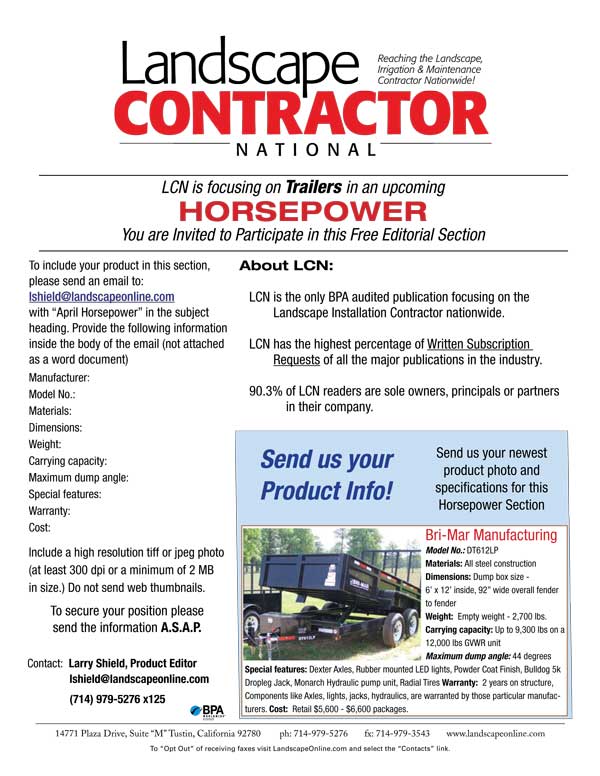 Landscape
Reaching the Landscape,
Irrigation & Maintenance
Contractor Nationwide!
CONTRACTOR
NATIONAL
LCN is focusing on Trailers in an upcoming
HORSEPOWER
You are Invited to Participate in this Free Editorial Section
To include your product in this section,
please send an email to:
lshield@landscapeonline.com
with “April Horsepower” in the subject
heading. Provide the following information
inside the body of the email (not attached
as a word document)
Manufacturer:
Model No.:
Materials:
Dimensions:
Weight:
Carrying capacity:
Maximum dump angle:
Special features:
Warranty:
Cost:
Include a high resolution tiff or jpeg photo
(at least 300 dpi or a minimum of 2 MB
in size.) Do not send web thumbnails.
To secure your position please
send the information A.S.A.P.
Contact: Larry Shield, Product Editor
lshield@landscapeonline.com
(714) 979-5276 x125
BPA
WORLDWIDE
About LCN:
LCN is the only BPA audited publication focusing on the
Landscape Installation Contractor nationwide.
LCN has the highest percentage of Written Subscription
Requests of all the major publications in the industry.
90.3% of LCN readers are sole owners, principals or partners
in their company.
Send us your
Product Info!
Send us your newest
product photo and
specifications for this
Horsepower Section
Bri-Mar Manufacturing
Model No.: DT612LP
Materials: All steel construction
Dimensions: Dump box size -
6' x 12' inside, 92" wide overall fender
to fender
Weight: Empty weight - 2,700 lbs.
Carrying capacity: Up to 9,300 lbs on a
12,000 lbs GVWR unit
Maximum dump angle: 44 degrees
BRI-MAR
DT612LP
Special features: Dexter Axles, Rubber mounted LED lights, Powder Coat Finish, Bulldog 5k
Dropleg Jack, Monarch Hydraulic pump unit, Radial Tires Warranty: 2 years on structure,
Components like Axles, lights, jacks, hydraulics, are warranted by those particular manufac-
turers. Cost: Retail $5,600 - $6,600 packages.
14771 Plaza Drive, Suite “M” Tustin, California 92780 ph: 714-979-5276 fx: 714-979-3543 www.landscapeonline.com
To “Opt Out” of receiving faxes visit LandscapeOnline.com and select the “Contacts” link.